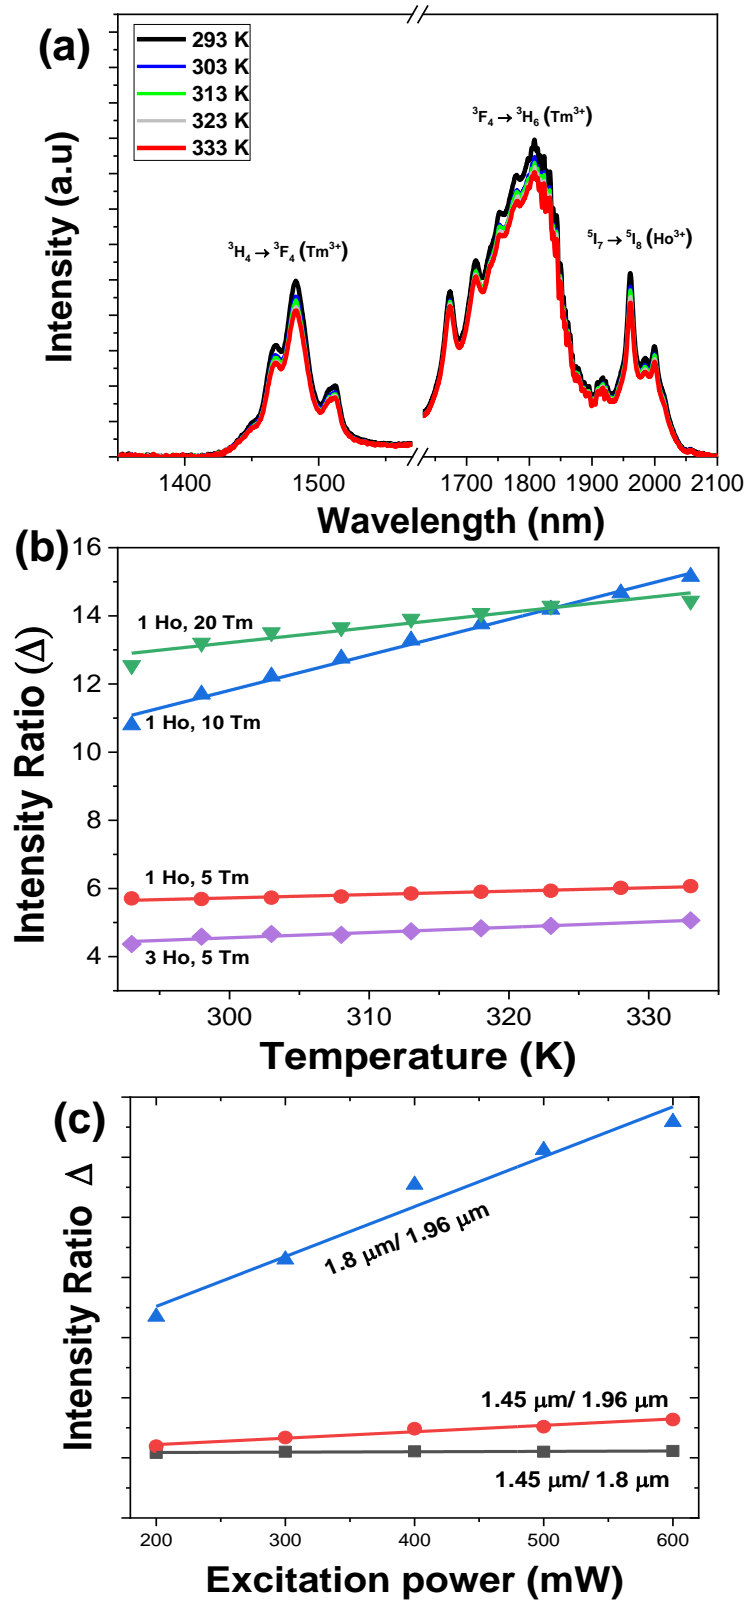 (a)
293 K
303 K
313 K
323 K
333 K
³F₄ → ³H₆ (Tm³⁺)
³H₄ → ³F₄ (Tm³⁺)
⁵I₇ → ⁵I₈ (Ho³⁺)
Intensity (a.u)
1400 1500 1700 1800 1900 2000 2100
Wavelength (nm)
(b)
16
14
12
10
8
6
4
1 Ho, 20 Tm
1 Ho, 10 Tm
1 Ho, 5 Tm
3 Ho, 5 Tm
Intensity Ratio (Δ)
300 310 320 330
Temperature (K)
(c)
1.8 µm/ 1.96 µm
1.45 µm/ 1.96 µm
1.45 µm/ 1.8 µm
Intensity Ratio Δ
200 300 400 500 600
Excitation power (mW)